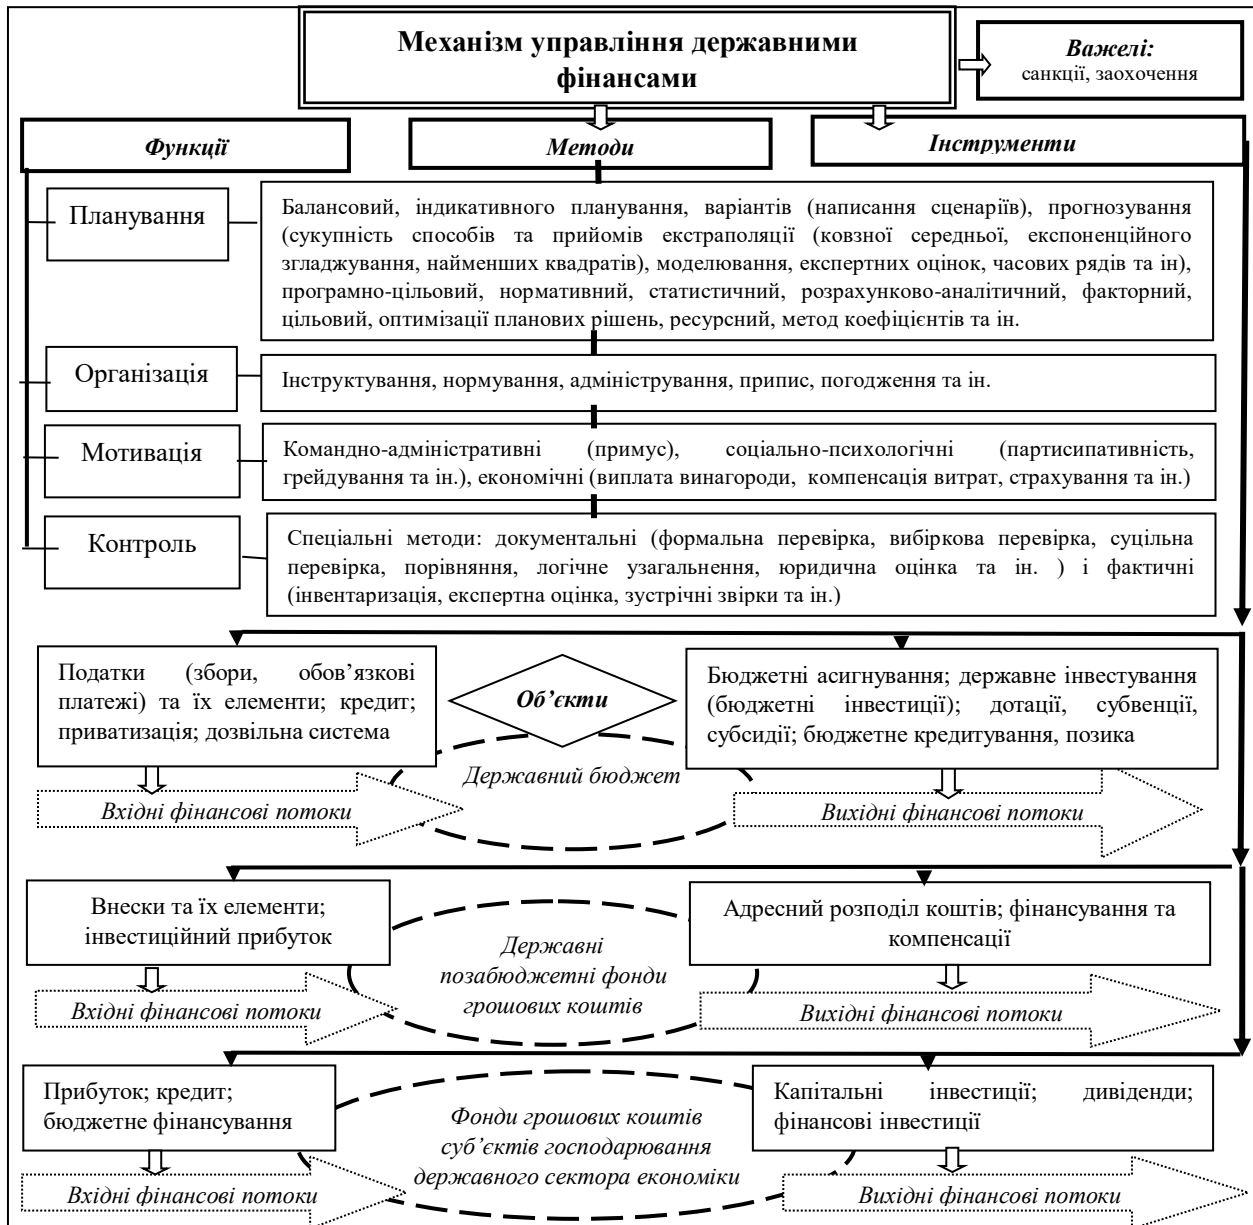 Механізм управління державними
фінансами
Важелі:
санкції, заохочення
Функції
Методи
Інструменти
Планування
Балансовий, індикативного планування, варіантів (написання сценаріїв), прогнозування
(сукупність способів та прийомів екстраполяції (ковзної середньої, експоненційного
згладжування, найменших квадратів), моделювання, експертних оцінок, часових рядів та ін),
програмно-цільовий, нормативний, статистичний, розрахунково-аналітичний, факторний,
цільовий, оптимізації планових рішень, ресурсний, метод коефіцієнтів та ін.
Організація
Інструктування, нормування, адміністрування, припис, погодження та ін.
Мотивація
Командно-адміністративні (примус), соціально-психологічні (партисипативність,
грейдування та ін.), економічні (виплата винагороди, компенсація витрат, страхування та ін.)
Контроль
Спеціальні методи: документальні (формальна перевірка, вибіркова перевірка, суцільна
перевірка, порівняння, логічне узагальнення, юридична оцінка та ін. ) і фактичні
(інвентаризація, експертна оцінка, зустрічні звірки та ін.)
Податки (збори, обов’язкові
платежі) та їх елементи; кредит;
приватизація; дозвільна система
Об’єкти
Бюджетні асигнування; державне інвестування
(бюджетні інвестиції); дотації, субвенції,
субсидії; бюджетне кредитування, позика
Державний бюджет
Вхідні фінансові потоки
Вихідні фінансові потоки
Внески та їх елементи;
інвестиційний прибуток
Державні
позабюджетні фонди
грошових коштів
Адресний розподіл коштів; фінансування та
компенсації
Вхідні фінансові потоки
Вихідні фінансові потоки
Прибуток; кредит;
бюджетне фінансування
Фонди грошових коштів
суб’єктів господарювання
державного сектора економіки
Капітальні інвестиції; дивіденди;
фінансові інвестиції
Вхідні фінансові потоки
Вихідні фінансові потоки